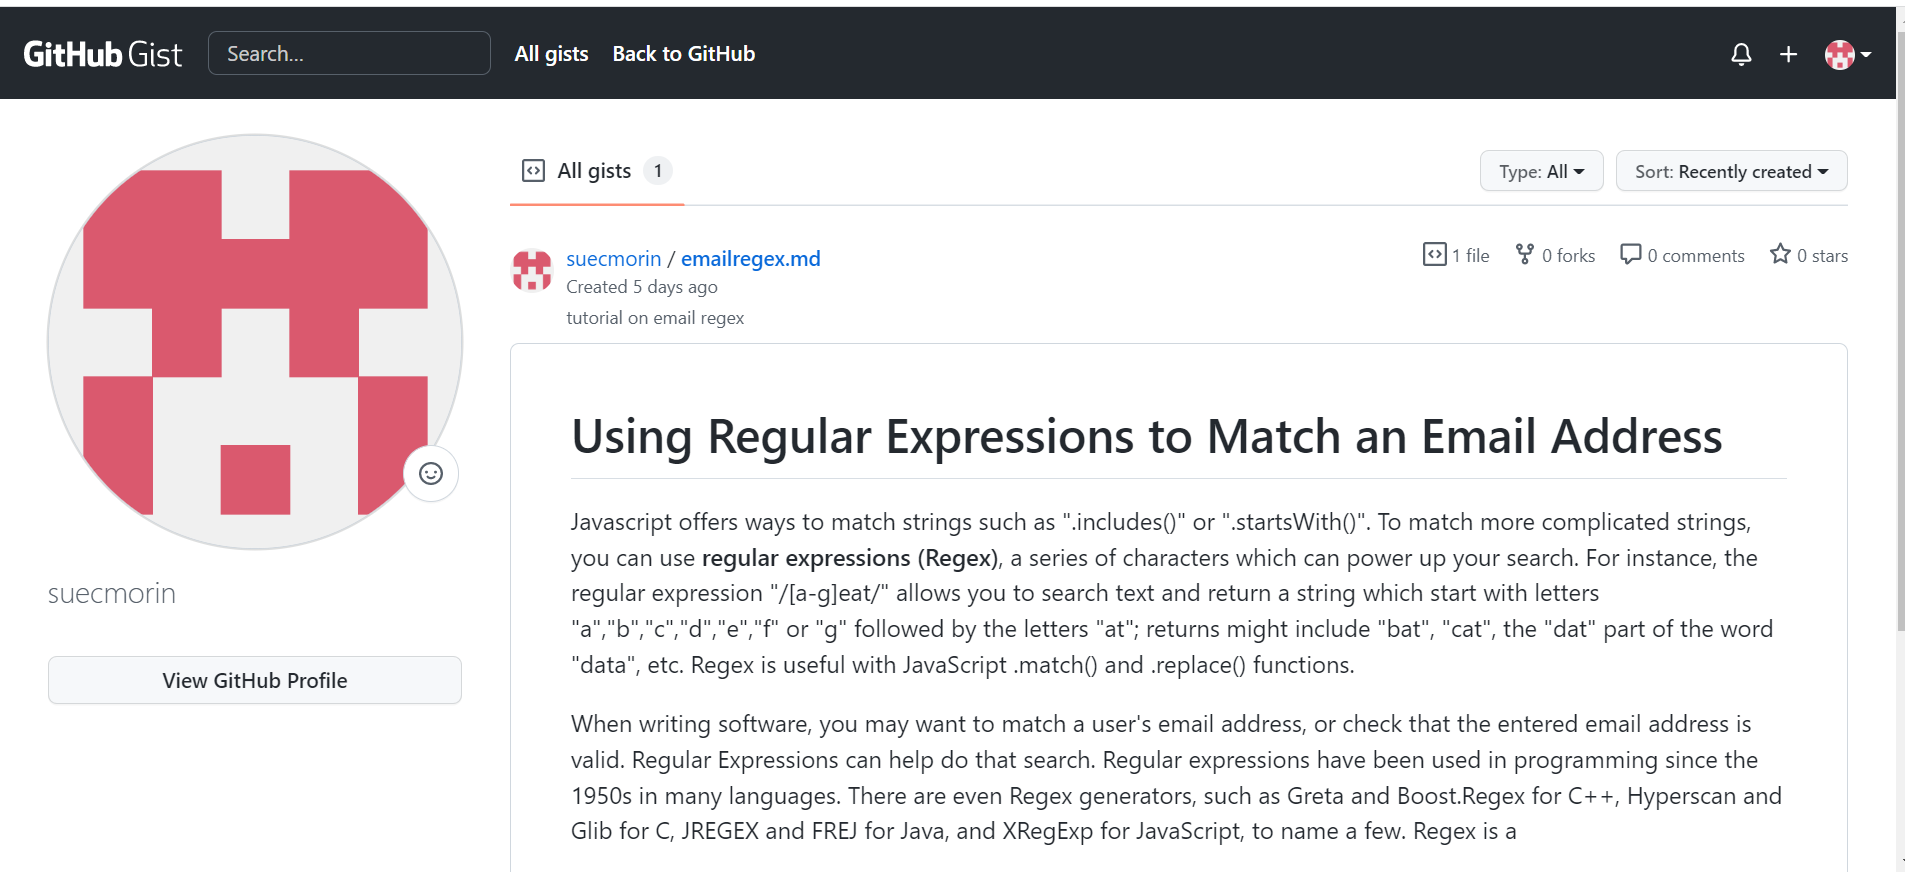 GitHub Gist Search... All gists Back to GitHub
All gists 1 Type: All Sort: Recently created
suecmorin / emailregex.md 1 file 0 forks 0 comments 0 stars
Created 5 days ago
tutorial on email regex
Using Regular Expressions to Match an Email Address
Javascript offers ways to match strings such as ".includes()" or ".startsWith()". To match more complicated strings,
you can use regular expressions (Regex), a series of characters which can power up your search. For instance, the
regular expression "/[a-g]eat/" allows you to search text and return a string which start with letters
"a","b","c","d","e","f" or "g" followed by the letters "at"; returns might include "bat", "cat", the "dat" part of the word
"data", etc. Regex is useful with JavaScript .match() and .replace() functions.
When writing software, you may want to match a user's email address, or check that the entered email address is
valid. Regular Expressions can help do that search. Regular expressions have been used in programming since the
1950s in many languages. There are even Regex generators, such as Greta and Boost.Regex for C++, Hyperscan and
Glib for C, JREGEX and FREJ for Java, and XRegExp for JavaScript, to name a few. Regex is a
suecmorin
View GitHub Profile